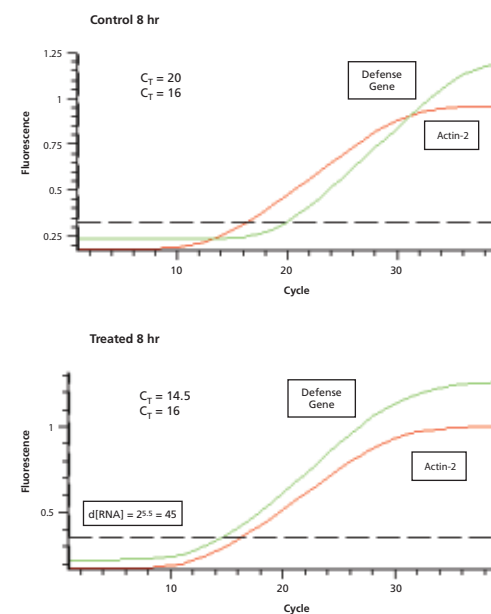 Control 8 hr
1.25
1
0.75
0.5
0.25
Fluorescence
C_T = 20
C_T = 16
Defense
Gene
Actin-2
10
20
30
Cycle
Treated 8 hr
1
0.5
Fluorescence
C_T = 14.5
C_T = 16
Defense
Gene
Actin-2
d[RNA] = 2^5.5 = 45
10
20
30
Cycle